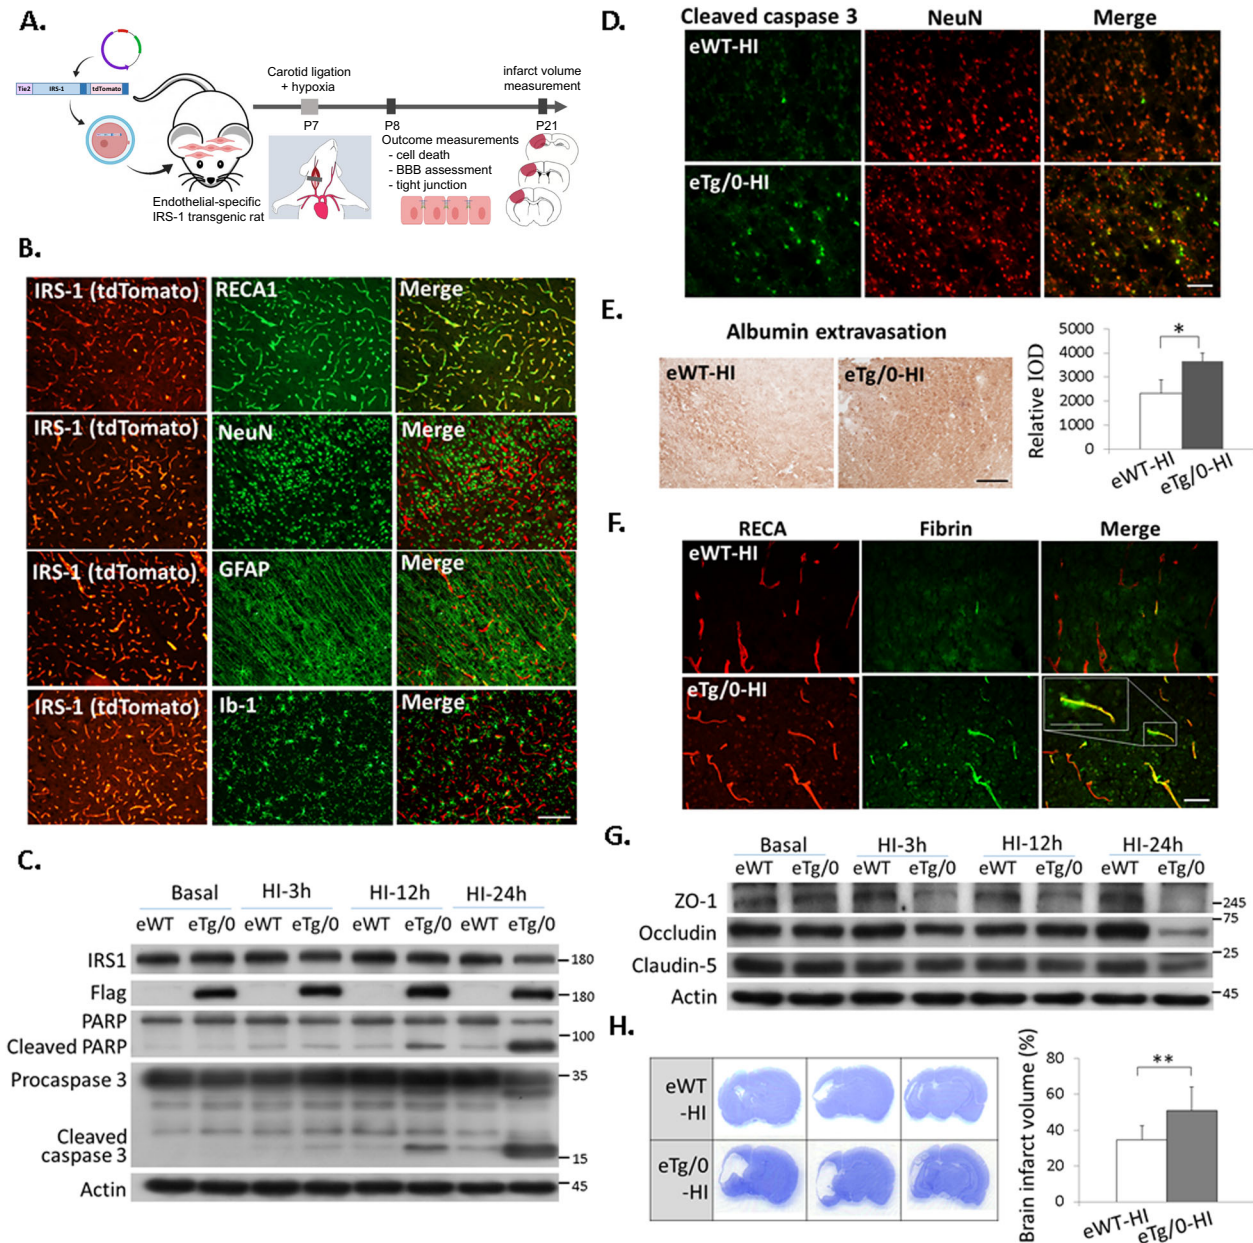 A.
Tie2 IRS-1 tdTomato
Endothelial-specific
IRS-1 transgenic rat
Carotid ligation
+ hypoxia
P7
P8
Outcome measurements
- cell death
- BBB assessment
- tight junction
infarct volume
measurement
P21
B.
IRS-1 (tdTomato) RECA1 Merge
IRS-1 (tdTomato) NeuN Merge
IRS-1 (tdTomato) GFAP Merge
IRS-1 (tdTomato) Ib-1 Merge
C.
Basal HI-3h HI-12h HI-24h
eWT eTg/0 eWT eTg/0 eWT eTg/0 eWT eTg/0
IRS1 180
Flag 180
PARP
100
Cleaved PARP
Procaspase 3 35
Cleaved
caspase 3 15
Actin 45
D.
Cleaved caspase 3 NeuN Merge
eWT-HI
eTg/0-HI
E.
Albumin extravasation
eWT-HI eTg/0-HI
Relative IOD
5000
4000
3000
2000
1000
0
*
eWT-HI eTg/0-HI
F.
RECA Fibrin Merge
eWT-HI
eTg/0-HI
G.
Basal HI-3h HI-12h HI-24h
eWT eTg/0 eWT eTg/0 eWT eTg/0 eWT eTg/0
ZO-1 245
75
Occludin
25
Claudin-5
Actin 45
H.
eWT
-HI
eTg/0
-HI
Brain infarct volume (%)
80
60
40
20
0
**
eWT-HI eTg/0-HI